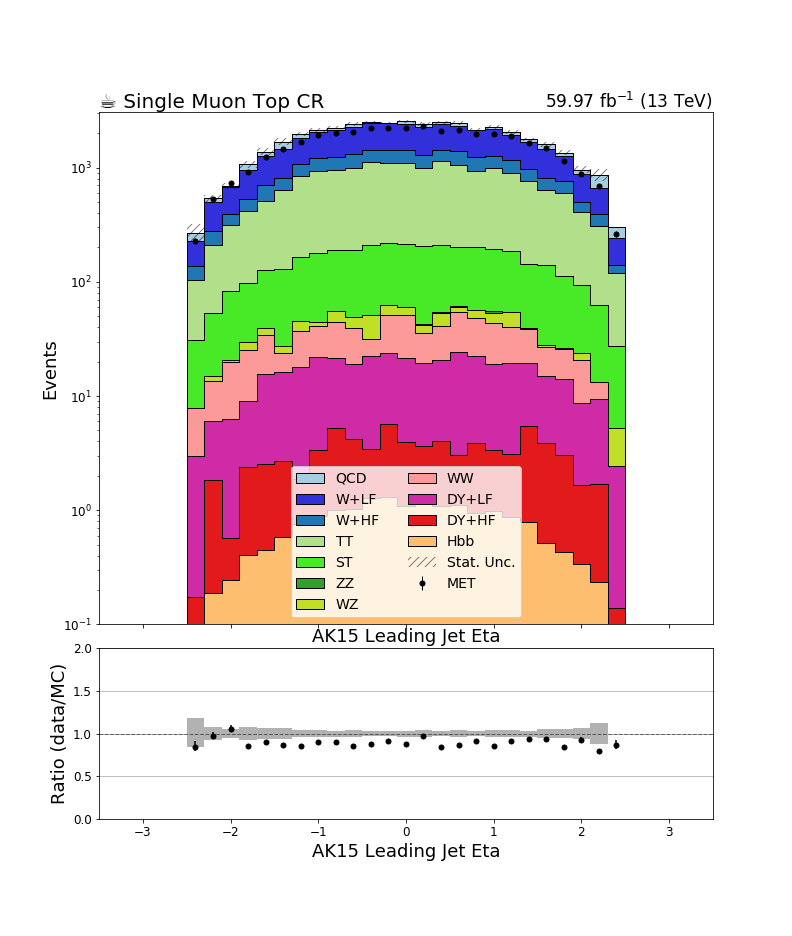 ☕ Single Muon Top CR
59.97 fb⁻¹ (13 TeV)
Events
10³
10²
10¹
10⁰
10⁻¹
QCD
W+LF
W+HF
TT
ST
ZZ
WZ
WW
DY+LF
DY+HF
Hbb
Stat. Unc.
MET
AK15 Leading Jet Eta
Ratio (data/MC)
2.0
1.5
1.0
0.5
0.0
−3 −2 −1 0 1 2 3
AK15 Leading Jet Eta